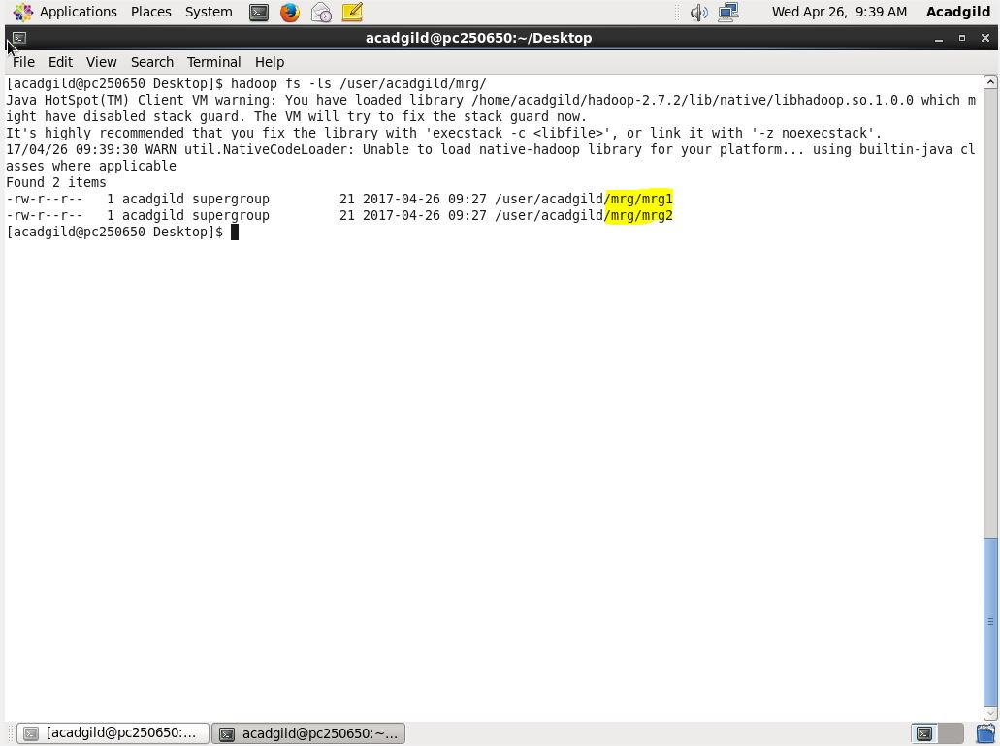 Applications Places System Wed Apr 26, 9:39 AM Acadgild
acadgild@pc250650:~/Desktop
File Edit View Search Terminal Help
[acadgild@pc250650 Desktop]$ hadoop fs -ls /user/acadgild/mrg/
Java HotSpot(TM) Client VM warning: You have loaded library /home/acadgild/hadoop-2.7.2/lib/native/libhadoop.so.1.0.0 which m
ight have disabled stack guard. The VM will try to fix the stack guard now.
It's highly recommended that you fix the library with 'execstack -c <libfile>', or link it with '-z noexecstack'.
17/04/26 09:39:30 WARN util.NativeCodeLoader: Unable to load native-hadoop library for your platform... using builtin-java cl
asses where applicable
Found 2 items
-rw-r--r--   1 acadgild supergroup         21 2017-04-26 09:27 /user/acadgild/mrg/mrg1
-rw-r--r--   1 acadgild supergroup         21 2017-04-26 09:27 /user/acadgild/mrg/mrg2
[acadgild@pc250650 Desktop]$
[acadgild@pc250650:... acadgild@pc250650:~...